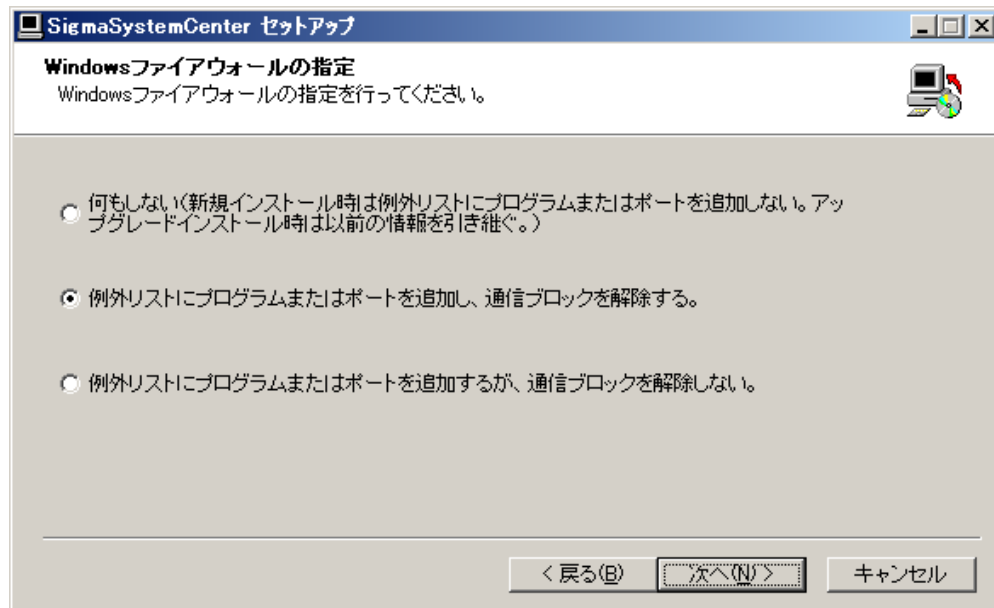 SigmaSystemCenter セットアップ
Windowsファイアウォールの指定
Windowsファイアウォールの指定を行ってください。
何もしない(新規インストール時は例外リストにプログラムまたはポートを追加しない。アッ
プグレードインストール時は以前の情報を引き継ぐ。)
例外リストにプログラムまたはポートを追加し、通信ブロックを解除する。
例外リストにプログラムまたはポートを追加するが、通信ブロックを解除しない。
< 戻る(B)
次へ(N) >
キャンセル